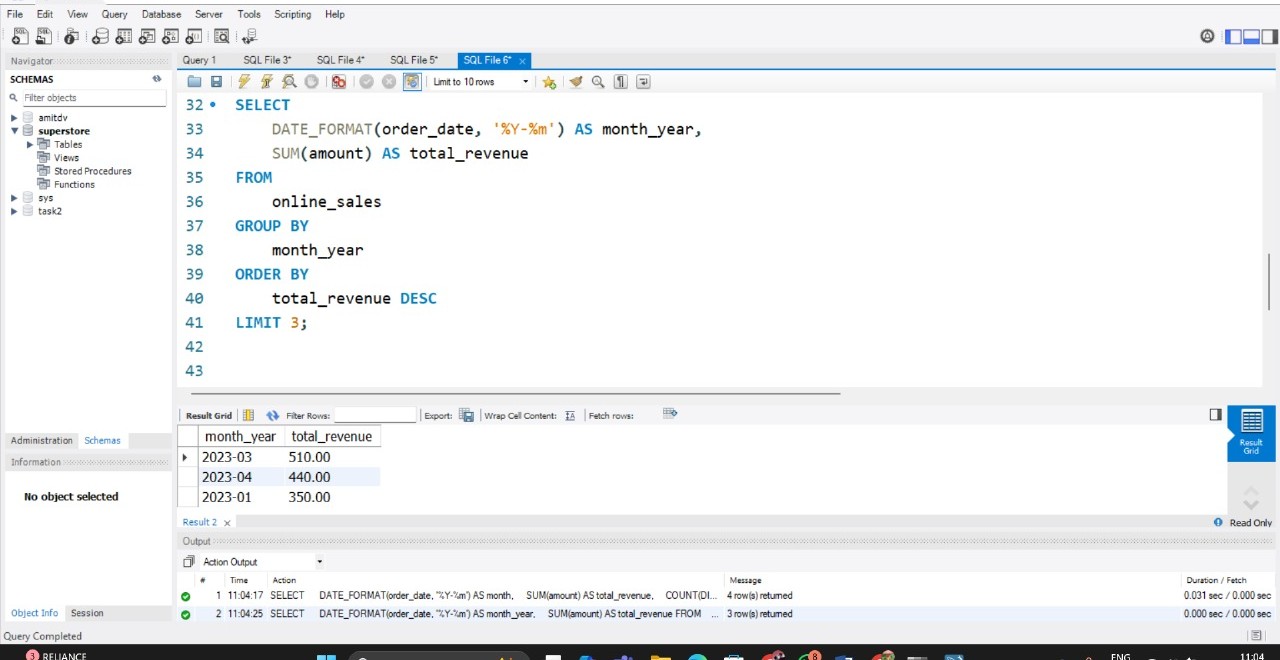 File Edit View Query Database Server Tools Scripting Help
Navigator
SCHEMAS
Filter objects
amitdv
superstore
Tables
Views
Stored Procedures
Functions
sys
task2
Administration Schemas
Information
No object selected
Object Info Session
Query Completed
Query 1 SQL File 3* SQL File 4* SQL File 5* SQL File 6* ×
Limit to 10 rows
32 SELECT
33 DATE_FORMAT(order_date, '%Y-%m') AS month_year,
34 SUM(amount) AS total_revenue
35 FROM
36 online_sales
37 GROUP BY
38 month_year
39 ORDER BY
40 total_revenue DESC
41 LIMIT 3;
42
43
Result Grid Filter Rows: Export: Wrap Cell Content: Fetch rows:
month_year total_revenue
2023-03 510.00
2023-04 440.00
2023-01 350.00
Result Grid
Result 2 × Read Only
Output
Action Output
# Time Action Message Duration / Fetch
1 11:04:17 SELECT DATE_FORMAT(order_date, '%Y-%m') AS month, SUM(amount) AS total_revenue, COUNT(DI... 4 row(s) returned 0.031 sec / 0.000 sec
2 11:04:25 SELECT DATE_FORMAT(order_date, '%Y-%m') AS month_year, SUM(amount) AS total_revenue FROM ... 3 row(s) returned 0.000 sec / 0.000 sec
3 RELIANCE 8 ENG 11:04